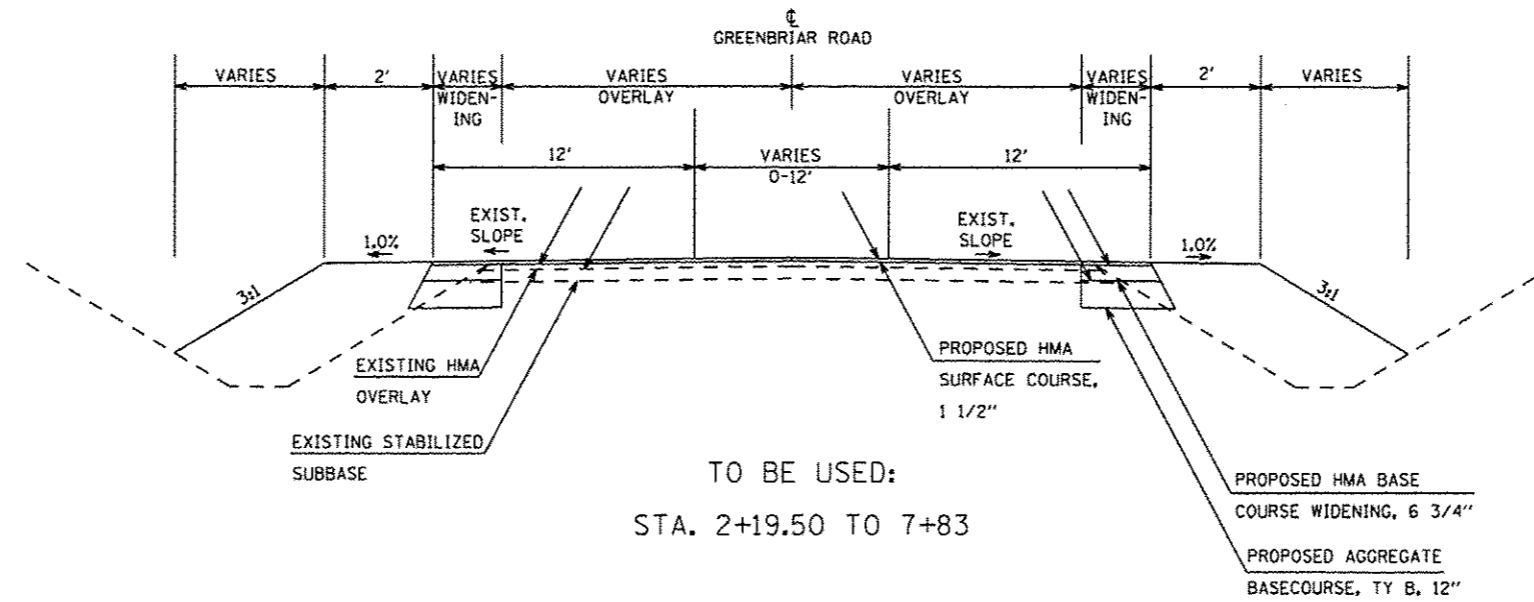 ℄
GREENBRIAR ROAD
VARIES
2'
VARIES
WIDEN-
ING
VARIES
OVERLAY
VARIES
OVERLAY
VARIES
WIDEN-
ING
2'
VARIES
12'
VARIES
0-12'
12'
1.0%
EXIST.
SLOPE
EXIST.
SLOPE
1.0%
3:1
3:1
EXISTING HMA
OVERLAY
EXISTING STABILIZED
SUBBASE
PROPOSED HMA
SURFACE COURSE,
1 1/2"
TO BE USED:
STA. 2+19.50 TO 7+83
PROPOSED HMA BASE
COURSE WIDENING, 6 3/4"
PROPOSED AGGREGATE
BASECOURSE, TY B, 12"